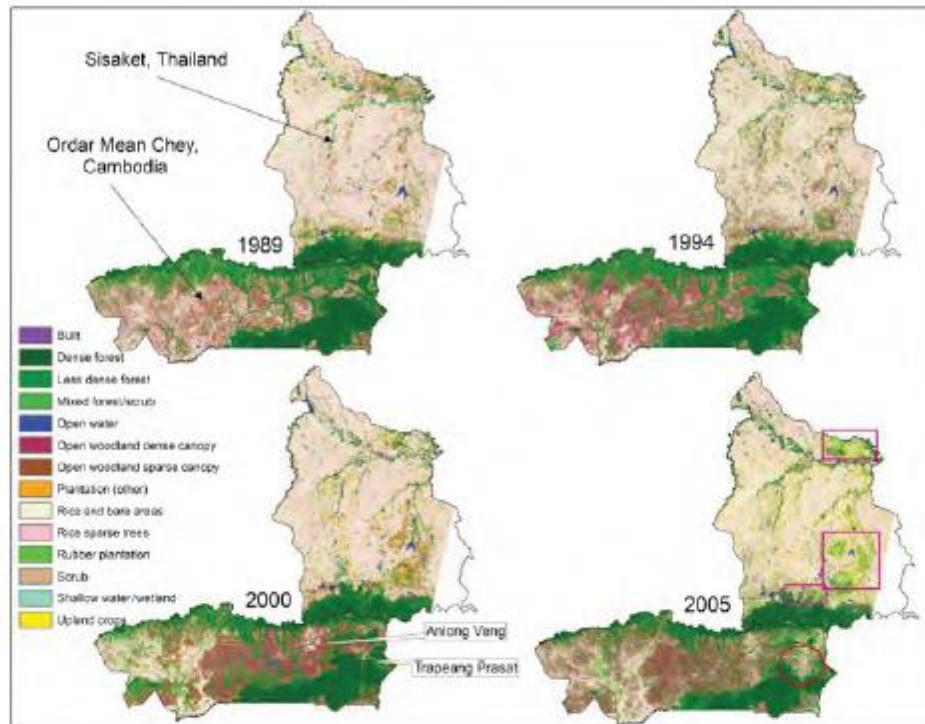 Sisaket, Thailand
Ordar Mean Chey,
Cambodia
1989
1994
Built
Dense forest
Less dense forest
Mixed forest/scrub
Open water
Open woodland dense canopy
Open woodland sparse canopy
Plantation (other)
Rice and bare areas
Rice sparse trees
Rubber plantation
Scrub
Shallow water/wetland
Upland crops
2000
2005
Anlong Veng
Trapeang Prasat